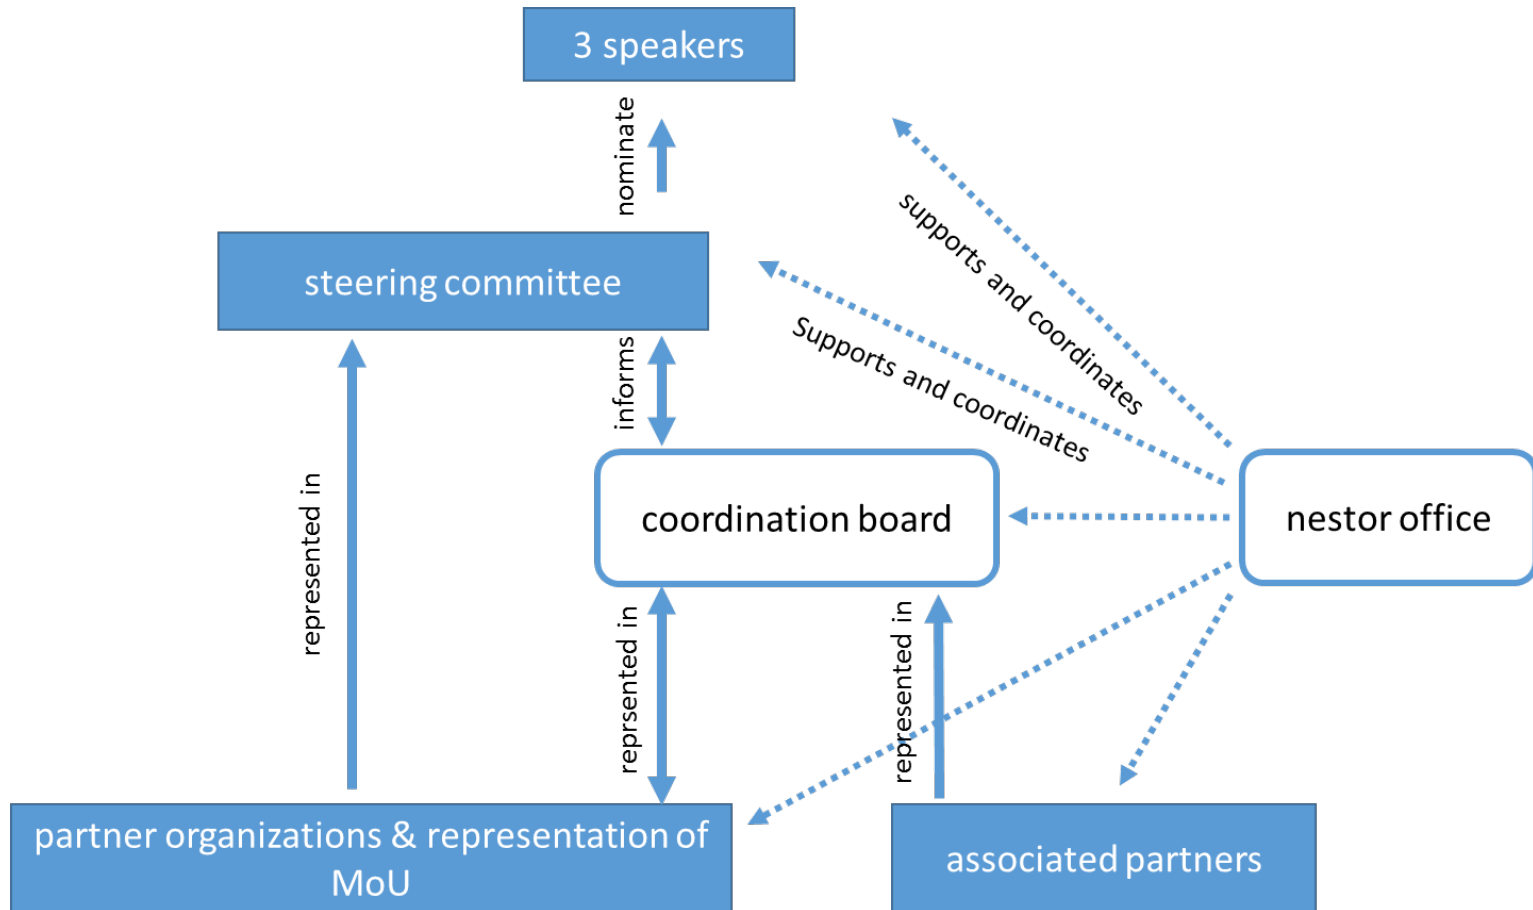 3 speakers
nominate
supports and coordinates
steering committee
Supports and coordinates
informs
coordination board
nestor office
represented in
reprsented in
represented in
partner organizations & representation of
MoU
associated partners